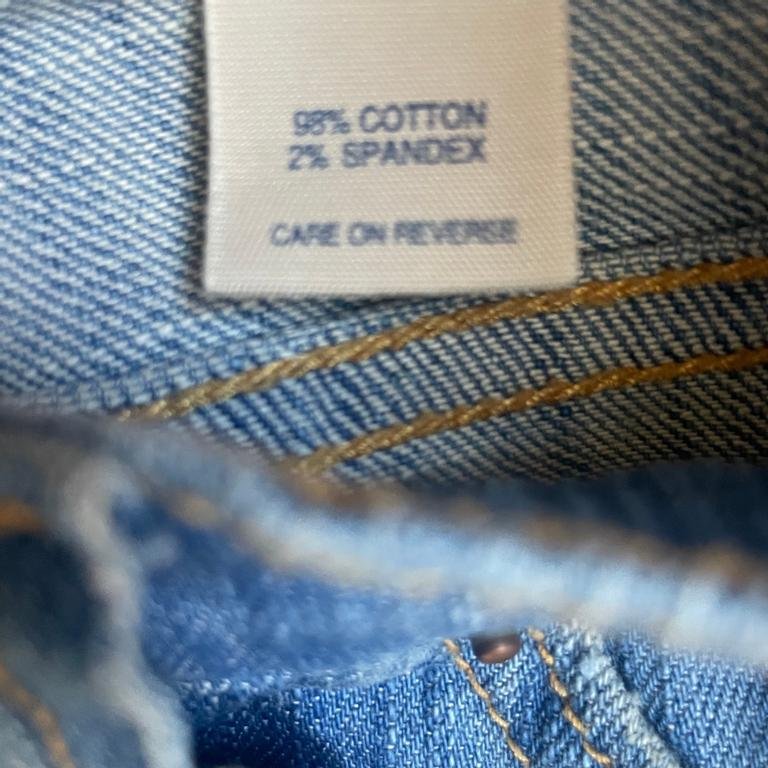 98% COTTON
2% SPANDEX
CARE ON REVERSE